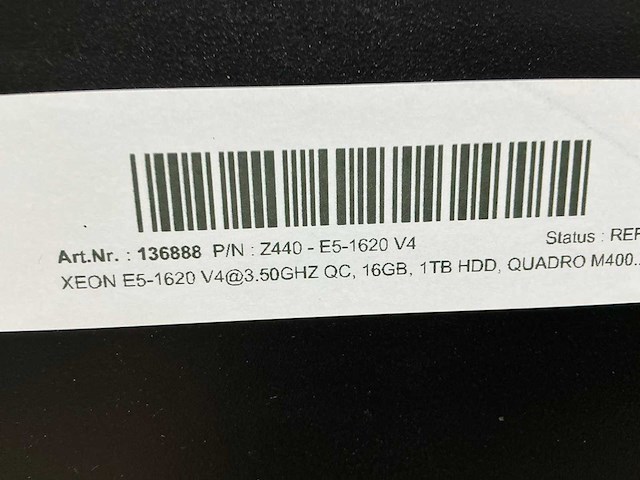 Art.Nr. : 136888 P/N : Z440 - E5-1620 V4 Status : REF
XEON E5-1620 V4@3.50GHZ QC, 16GB, 1TB HDD, QUADRO M400..